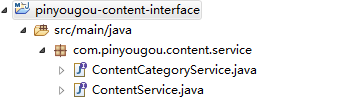 pinyougou-content-interface
src/main/java
com.pinyougou.content.service
ContentCategoryService.java
ContentService.java